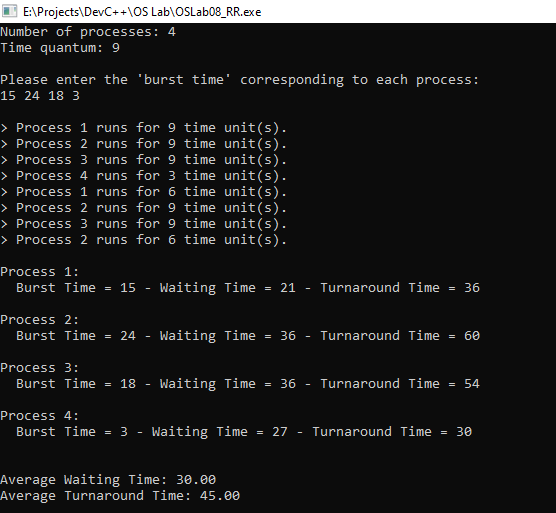 E:\Projects\DevC++\OS Lab\OSLab08_RR.exe
Number of processes: 4
Time quantum: 9
Please enter the 'burst time' corresponding to each process:
15 24 18 3
> Process 1 runs for 9 time unit(s).
> Process 2 runs for 9 time unit(s).
> Process 3 runs for 9 time unit(s).
> Process 4 runs for 3 time unit(s).
> Process 1 runs for 6 time unit(s).
> Process 2 runs for 9 time unit(s).
> Process 3 runs for 9 time unit(s).
> Process 2 runs for 6 time unit(s).
Process 1:
Burst Time = 15 - Waiting Time = 21 - Turnaround Time = 36
Process 2:
Burst Time = 24 - Waiting Time = 36 - Turnaround Time = 60
Process 3:
Burst Time = 18 - Waiting Time = 36 - Turnaround Time = 54
Process 4:
Burst Time = 3 - Waiting Time = 27 - Turnaround Time = 30
Average Waiting Time: 30.00
Average Turnaround Time: 45.00